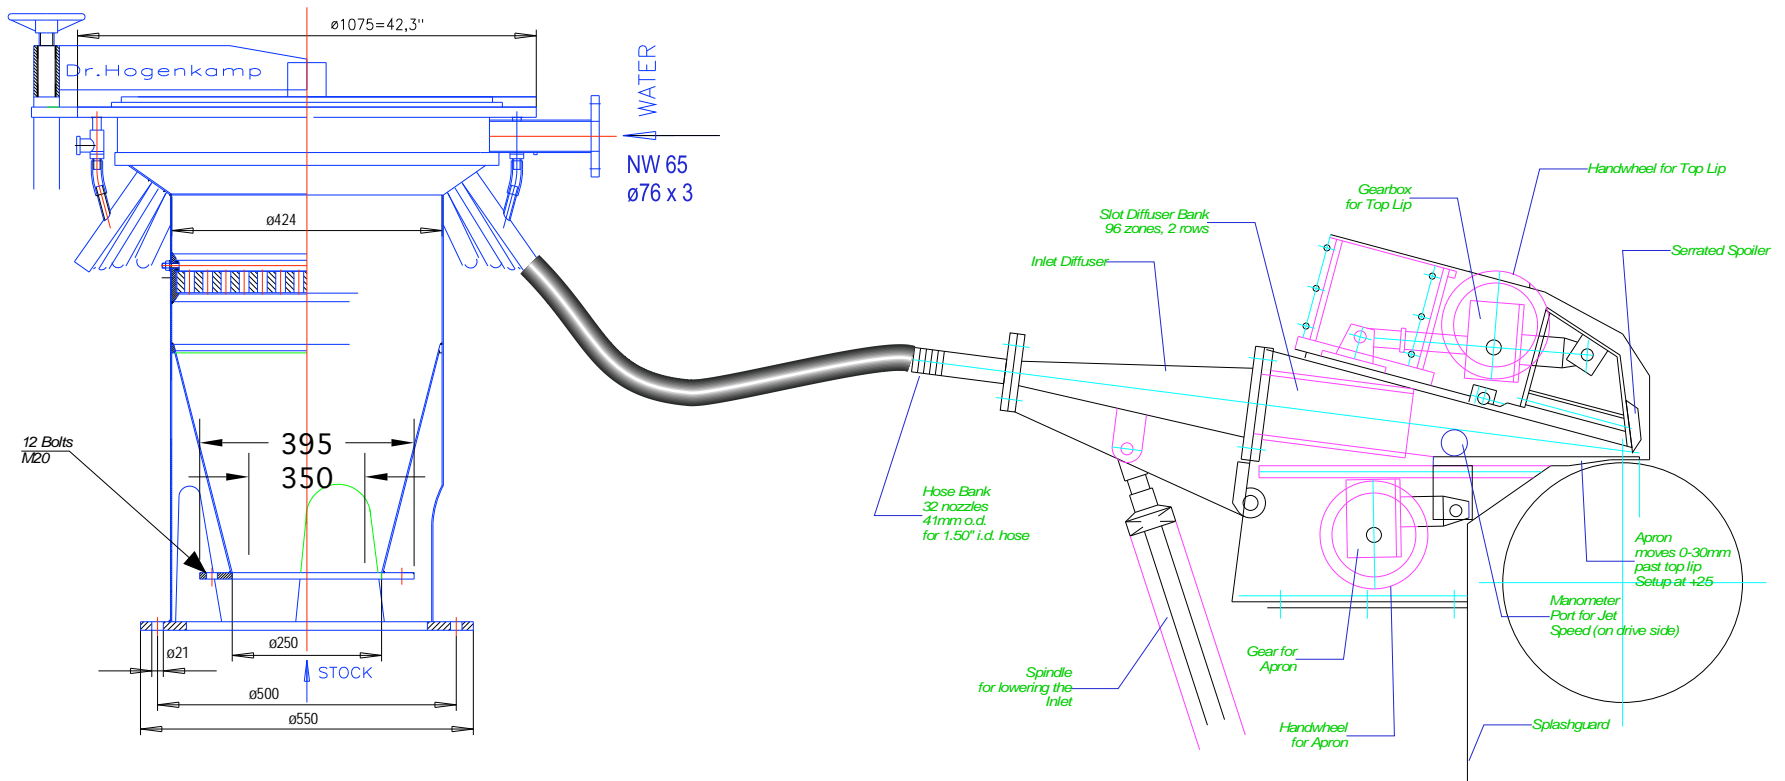 ø1075=42,3"
Dr.Hogenkamp
WATER
NW 65
ø76 x 3
ø424
395
350
12 Bolts
M20
ø250
ø21
STOCK
ø500
ø550
Handwheel for Top Lip
Gearbox
for Top Lip
Slot Diffuser Bank
96 zones, 2 rows
Inlet Diffuser
Serrated Spoiler
Hose Bank
32 nozzles
41mm o.d.
for 1.50" i.d. hose
Apron
moves 0-30mm
past top lip
Setup at +25
Manometer
Port for Jet
Speed (on drive side)
Gear for
Apron
Spindle
for lowering the
Inlet
Handwheel
for Apron
Splashguard